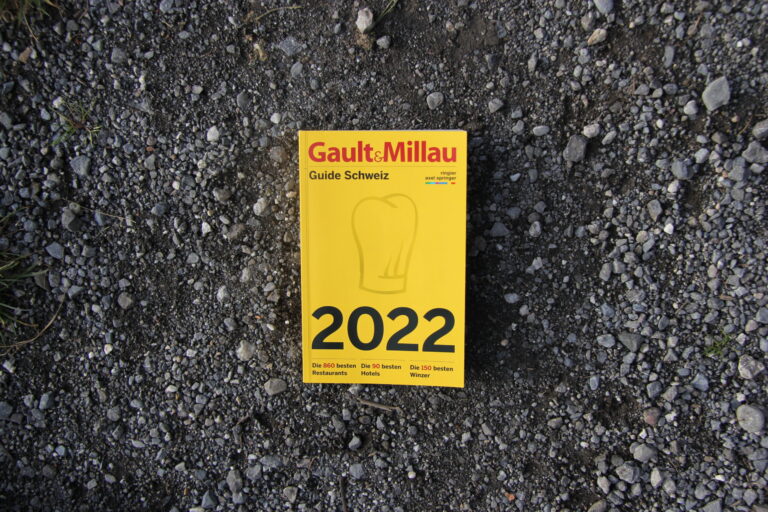 Gault&Millau
Guide Schweiz
ringier
axel springer
2022
Die 860 besten Restaurants
Die 90 besten Hotels
Die 150 besten Winzer